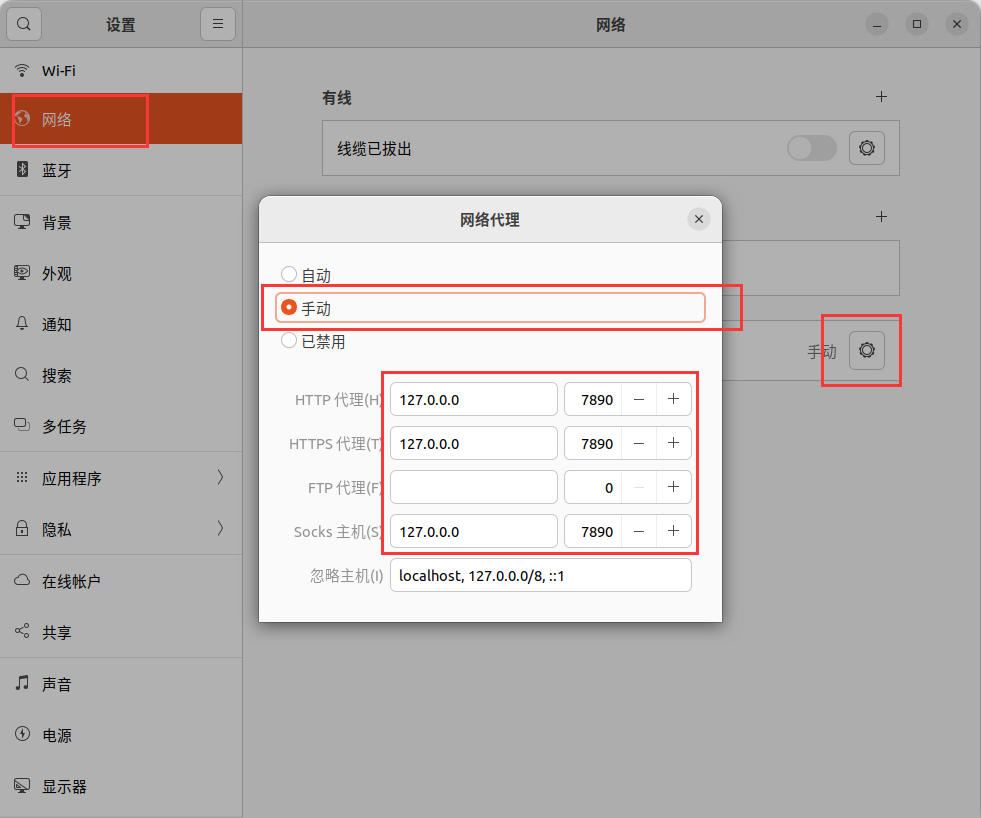 设置
网络
Wi-Fi
网络
蓝牙
背景
外观
通知
搜索
多任务
应用程序
隐私
在线帐户
共享
声音
电源
显示器
有线
线缆已拔出
手动
网络代理
自动
手动
已禁用
HTTP 代理(H) 127.0.0.0 7890
HTTPS 代理(T) 127.0.0.0 7890
FTP 代理(F) 0
Socks 主机(S) 127.0.0.0 7890
忽略主机(I) localhost, 127.0.0.0/8, ::1